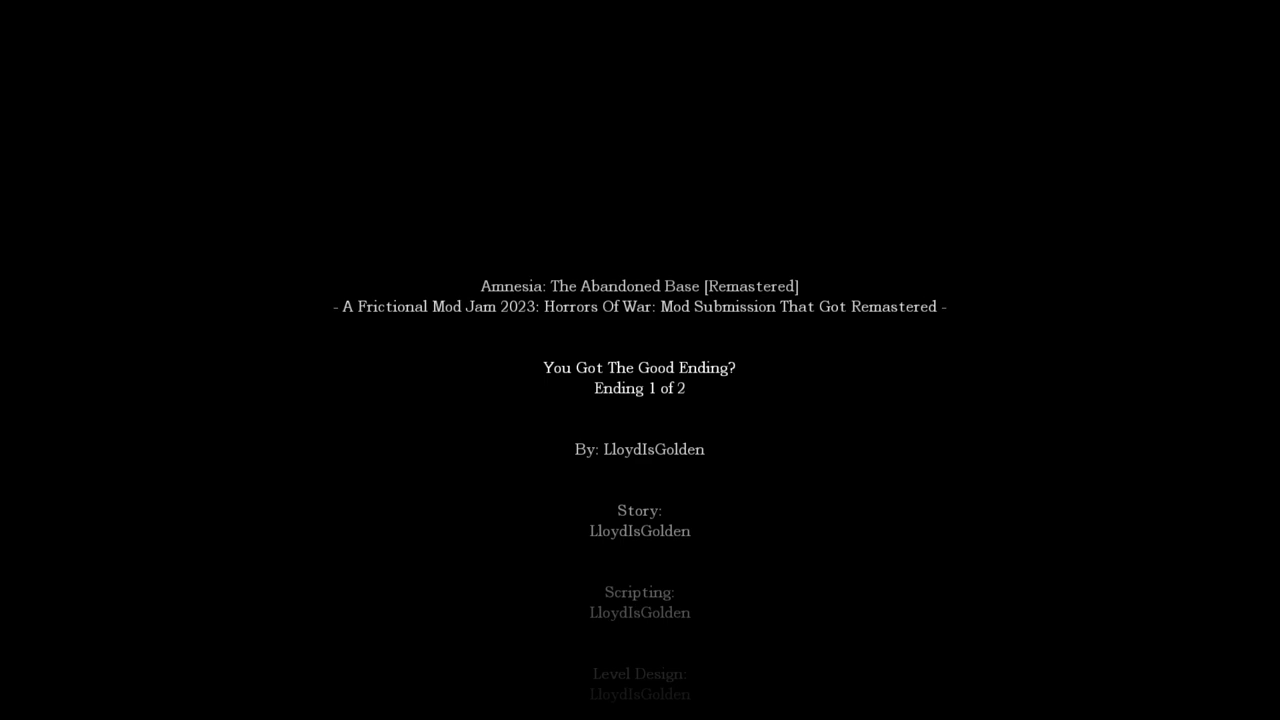 Amnesia: The Abandoned Base [Remastered]
- A Frictional Mod Jam 2023: Horrors Of War: Mod Submission That Got Remastered -
You Got The Good Ending?
Ending 1 of 2
By: LloydIsGolden
Story:
LloydIsGolden
Scripting:
LloydIsGolden
Level Design:
LloydIsGolden